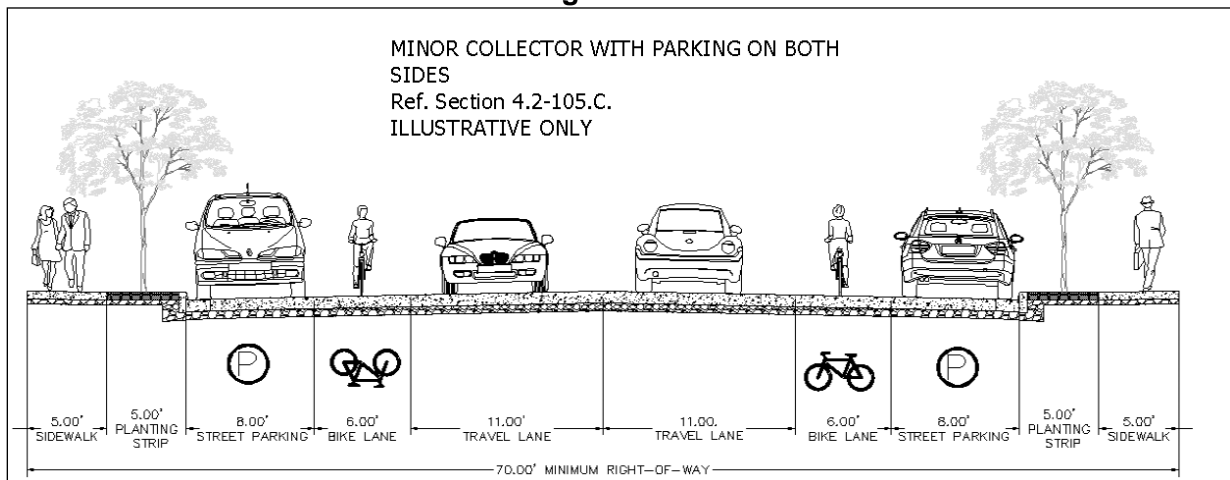 MINOR COLLECTOR WITH PARKING ON BOTH
SIDES
Ref. Section 4.2-105.C.
ILLUSTRATIVE ONLY
P
P
5.00'
SIDEWALK
5.00'
PLANTING
STRIP
8.00'
STREET PARKING
6.00'
BIKE LANE
11.00'
TRAVEL LANE
11.00.
TRAVEL LANE
6.00'
BIKE LANE
8.00'
STREET PARKING
5.00'
PLANTING
STRIP
5.00'
SIDEWALK
70.00' MINIMUM RIGHT-OF-WAY